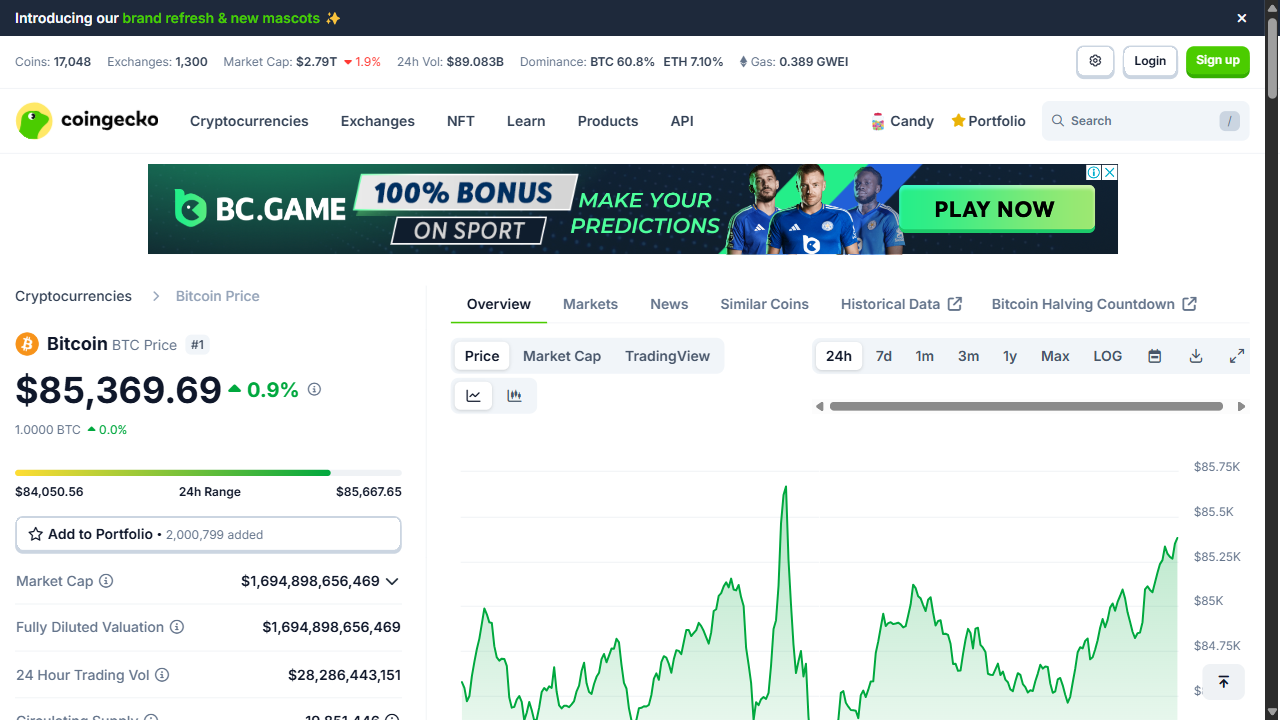 Introducing our brand refresh & new mascots ✨
Coins: 17,048 Exchanges: 1,300 Market Cap: $2.79T 1.9% 24h Vol: $89.083B Dominance: BTC 60.8% ETH 7.10% Gas: 0.389 GWEI
Login
Sign up
coingecko
Cryptocurrencies Exchanges NFT Learn Products API
Candy Portfolio
Search /
BC.GAME
100% BONUS
ON SPORT
MAKE YOUR
PREDICTIONS
PLAY NOW
Cryptocurrencies Bitcoin Price
Bitcoin BTC Price #1
$85,369.69 0.9%
1.0000 BTC 0.0%
$84,050.56 24h Range $85,667.65
Add to Portfolio • 2,000,799 added
Market Cap $1,694,898,656,469
Fully Diluted Valuation $1,694,898,656,469
24 Hour Trading Vol $28,286,443,151
Circulating Supply 19,851,446
Overview Markets News Similar Coins Historical Data Bitcoin Halving Countdown
Price Market Cap TradingView
24h 7d 1m 3m 1y Max LOG
$85.75K
$85.5K
$85.25K
$85K
$84.75K